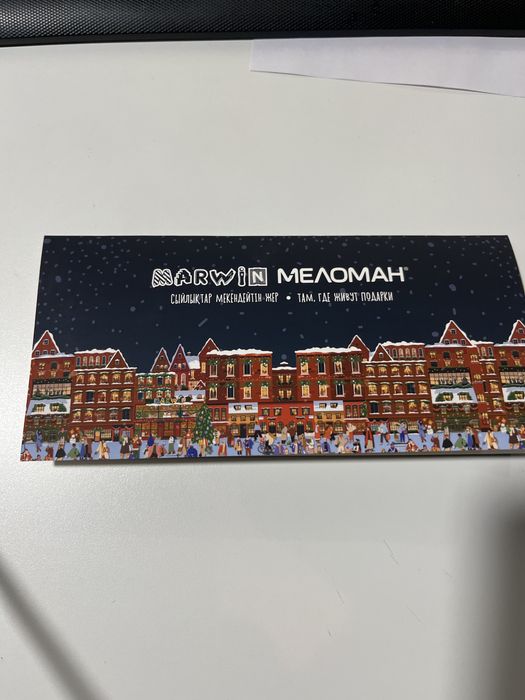 MARWiN МЕЛОМАН®
СЫЙЛЫҚТАР МЕКЕНДЕЙТІН ЖЕР • ТАМ, ГДЕ ЖИВУТ ПОДАРКИ